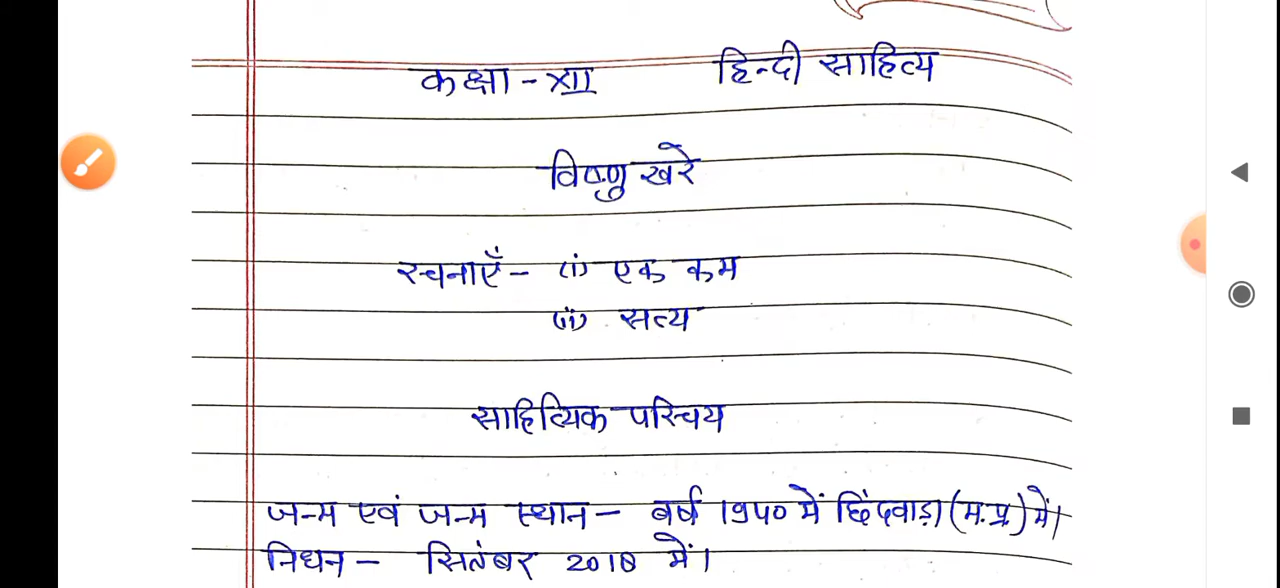 कक्षा - XII हिन्दी साहित्य
विष्णु खरे
रचनाएँ - (i) एक कम
(ii) सत्य
साहित्यिक परिचय
जन्म एवं जन्म स्थान - वर्ष 1940 में छिंदवाड़ा (म.प्र.) में।
निधन - सितंबर 2018 में।